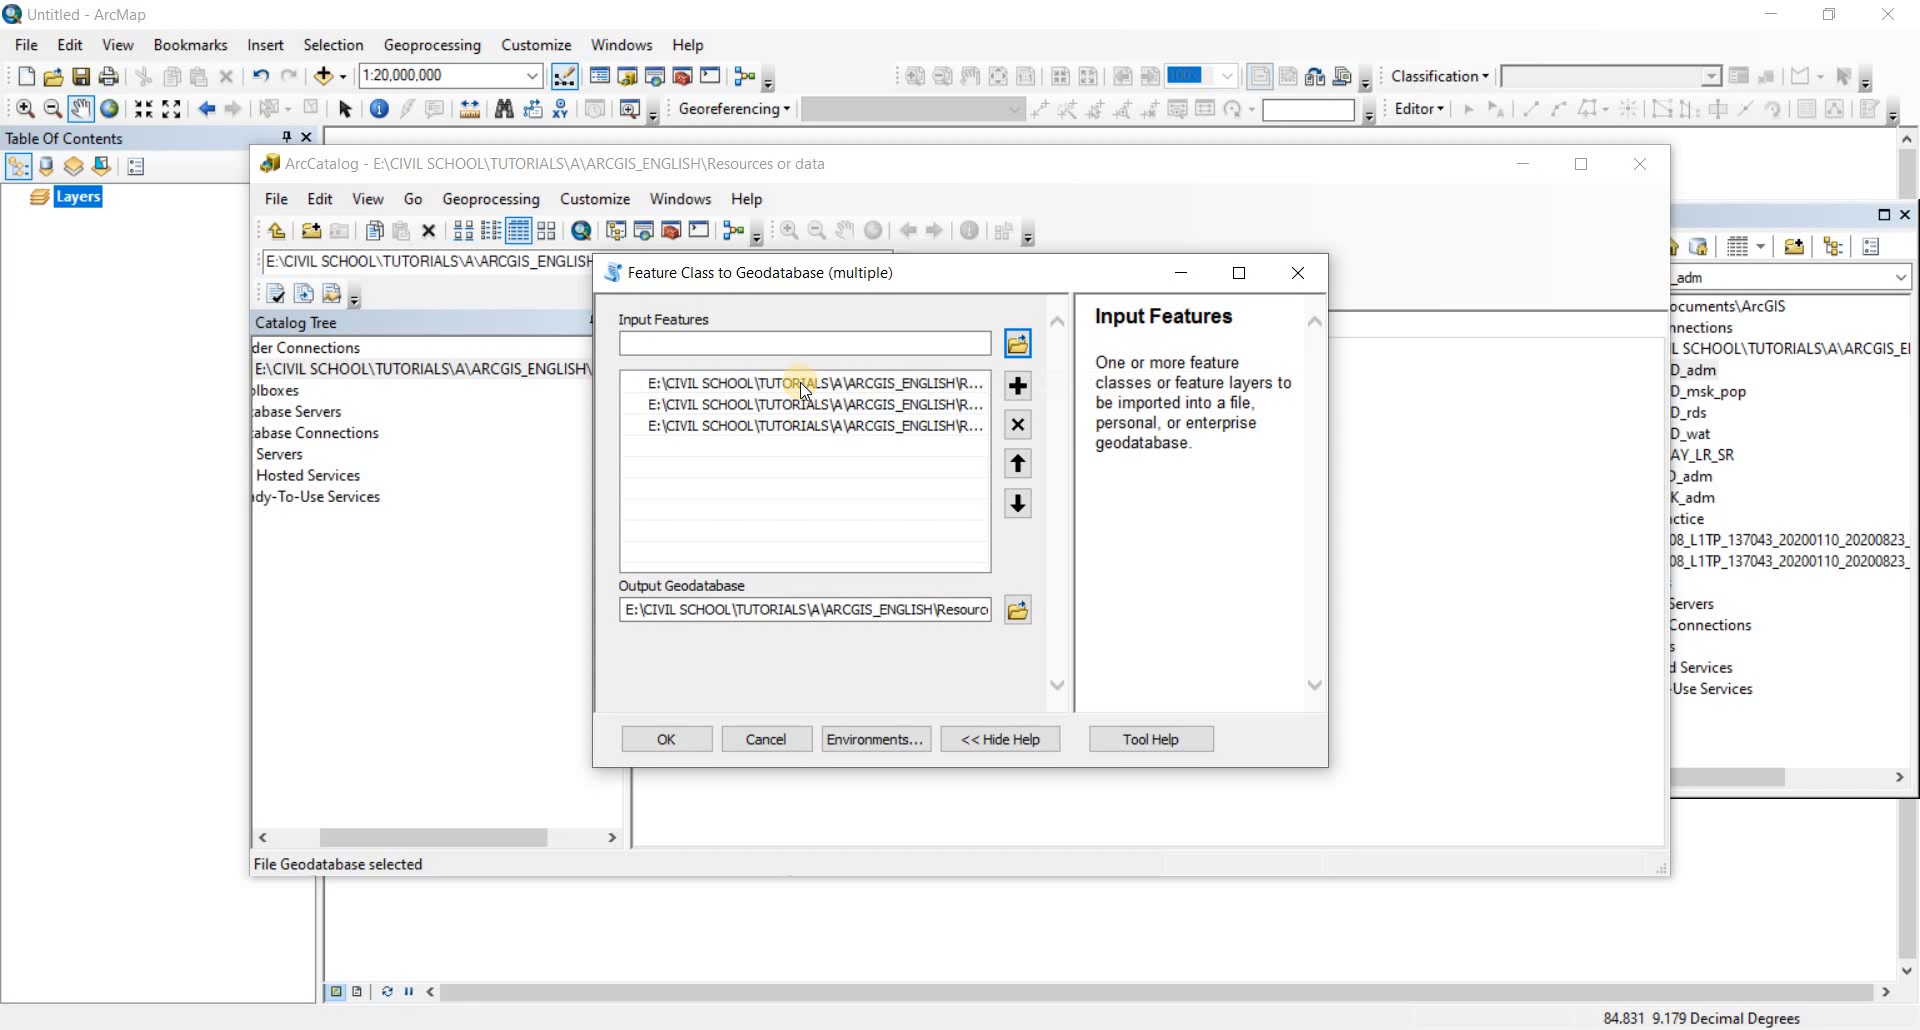 Untitled - ArcMap
File Edit View Bookmarks Insert Selection Geoprocessing Customize Windows Help
1:20,000,000
100%
Classification
Georeferencing
Editor
Table Of Contents
Layers
ArcCatalog - E:\CIVIL SCHOOL\TUTORIALS\A\ARCGIS_ENGLISH\Resources or data
File Edit View Go Geoprocessing Customize Windows Help
E:\CIVIL SCHOOL\TUTORIALS\A\ARCGIS_ENGLISH
Catalog Tree
der Connections
E:\CIVIL SCHOOL\TUTORIALS\A\ARCGIS_ENGLISH\
olboxes
abase Servers
abase Connections
Servers
Hosted Services
dy-To-Use Services
File Geodatabase selected
Feature Class to Geodatabase (multiple)
Input Features
E:\CIVIL SCHOOL\TUTORIALS\A\ARCGIS_ENGLISH\R...
E:\CIVIL SCHOOL\TUTORIALS\A\ARCGIS_ENGLISH\R...
E:\CIVIL SCHOOL\TUTORIALS\A\ARCGIS_ENGLISH\R...
Output Geodatabase
E:\CIVIL SCHOOL\TUTORIALS\A\ARCGIS_ENGLISH\Resourc
OK Cancel Environments... << Hide Help Tool Help
Input Features
One or more feature
classes or feature layers to
be imported into a file,
personal, or enterprise
geodatabase.
_adm
ocuments\ArcGIS
nections
L SCHOOL\TUTORIALS\A\ARCGIS_E
D_adm
D_msk_pop
D_rds
D_wat
AY_LR_SR
D_adm
K_adm
ctice
08_L1TP_137043_20200110_20200823_
08_L1TP_137043_20200110_20200823_
Servers
Connections
s
d Services
-Use Services
84.831 9.179 Decimal Degrees